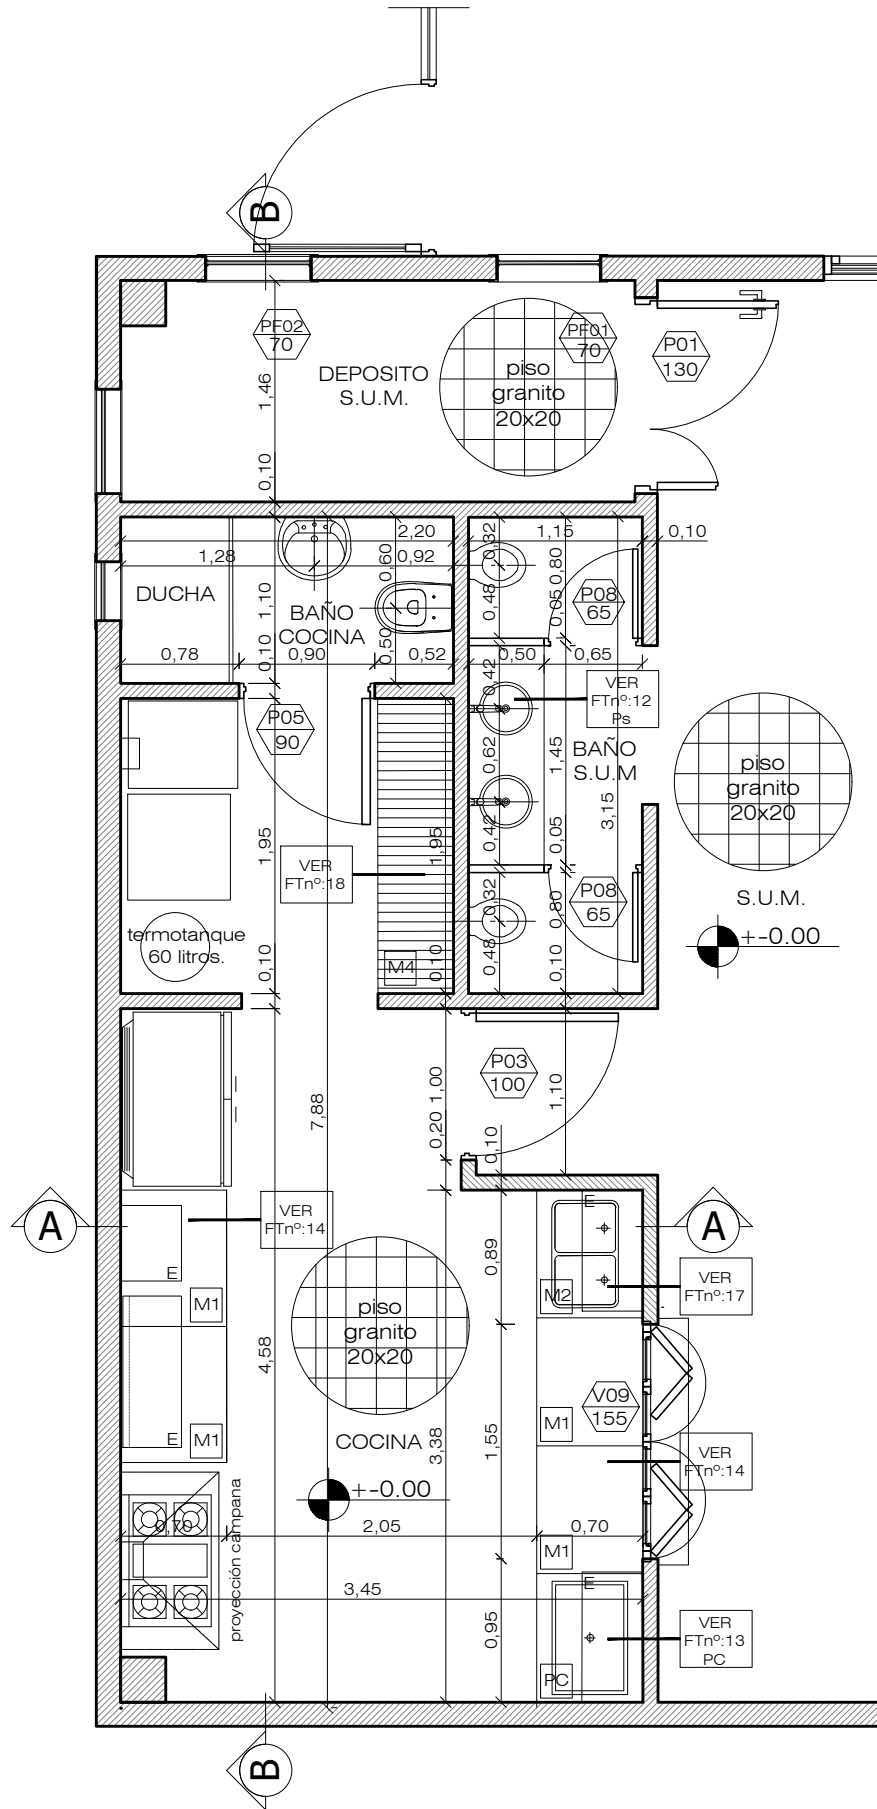 B
PF02
70
PF01
70
P01
130
DEPOSITO
S.U.M.
piso
granito
20x20
1,46
0,10
2,20
1,15
0,10
1,28
0,92
0,32
0,80
0,60
DUCHA
1,10
BAÑO
COCINA
0,48
0,05
P08
65
0,10
0,50
0,78
0,90
0,52
0,50
0,65
0,42
VER
FTnº:12
Ps
P05
90
BAÑO
S.U.M
0,62
1,45
3,15
piso
granito
20x20
1,95
1,95
0,42
0,05
VER
FTnº:18
P08
65
S.U.M.
0,32
0,80
+-0.00
termotanque
60 litros.
M4
0,10
0,10
0,48
0,10
P03
100
1,00
7,88
1,10
0,20
0,10
A
VER
FTnº:14
E
A
0,89
E
M1
M2
VER
FTnº:17
piso
granito
20x20
4,58
V09
155
E
M1
COCINA
3,38
1,55
M1
VER
FTnº:14
+-0.00
0,70
2,05
0,70
M1
proyección campana
3,45
E
0,95
VER
FTnº:13
PC
PC
B